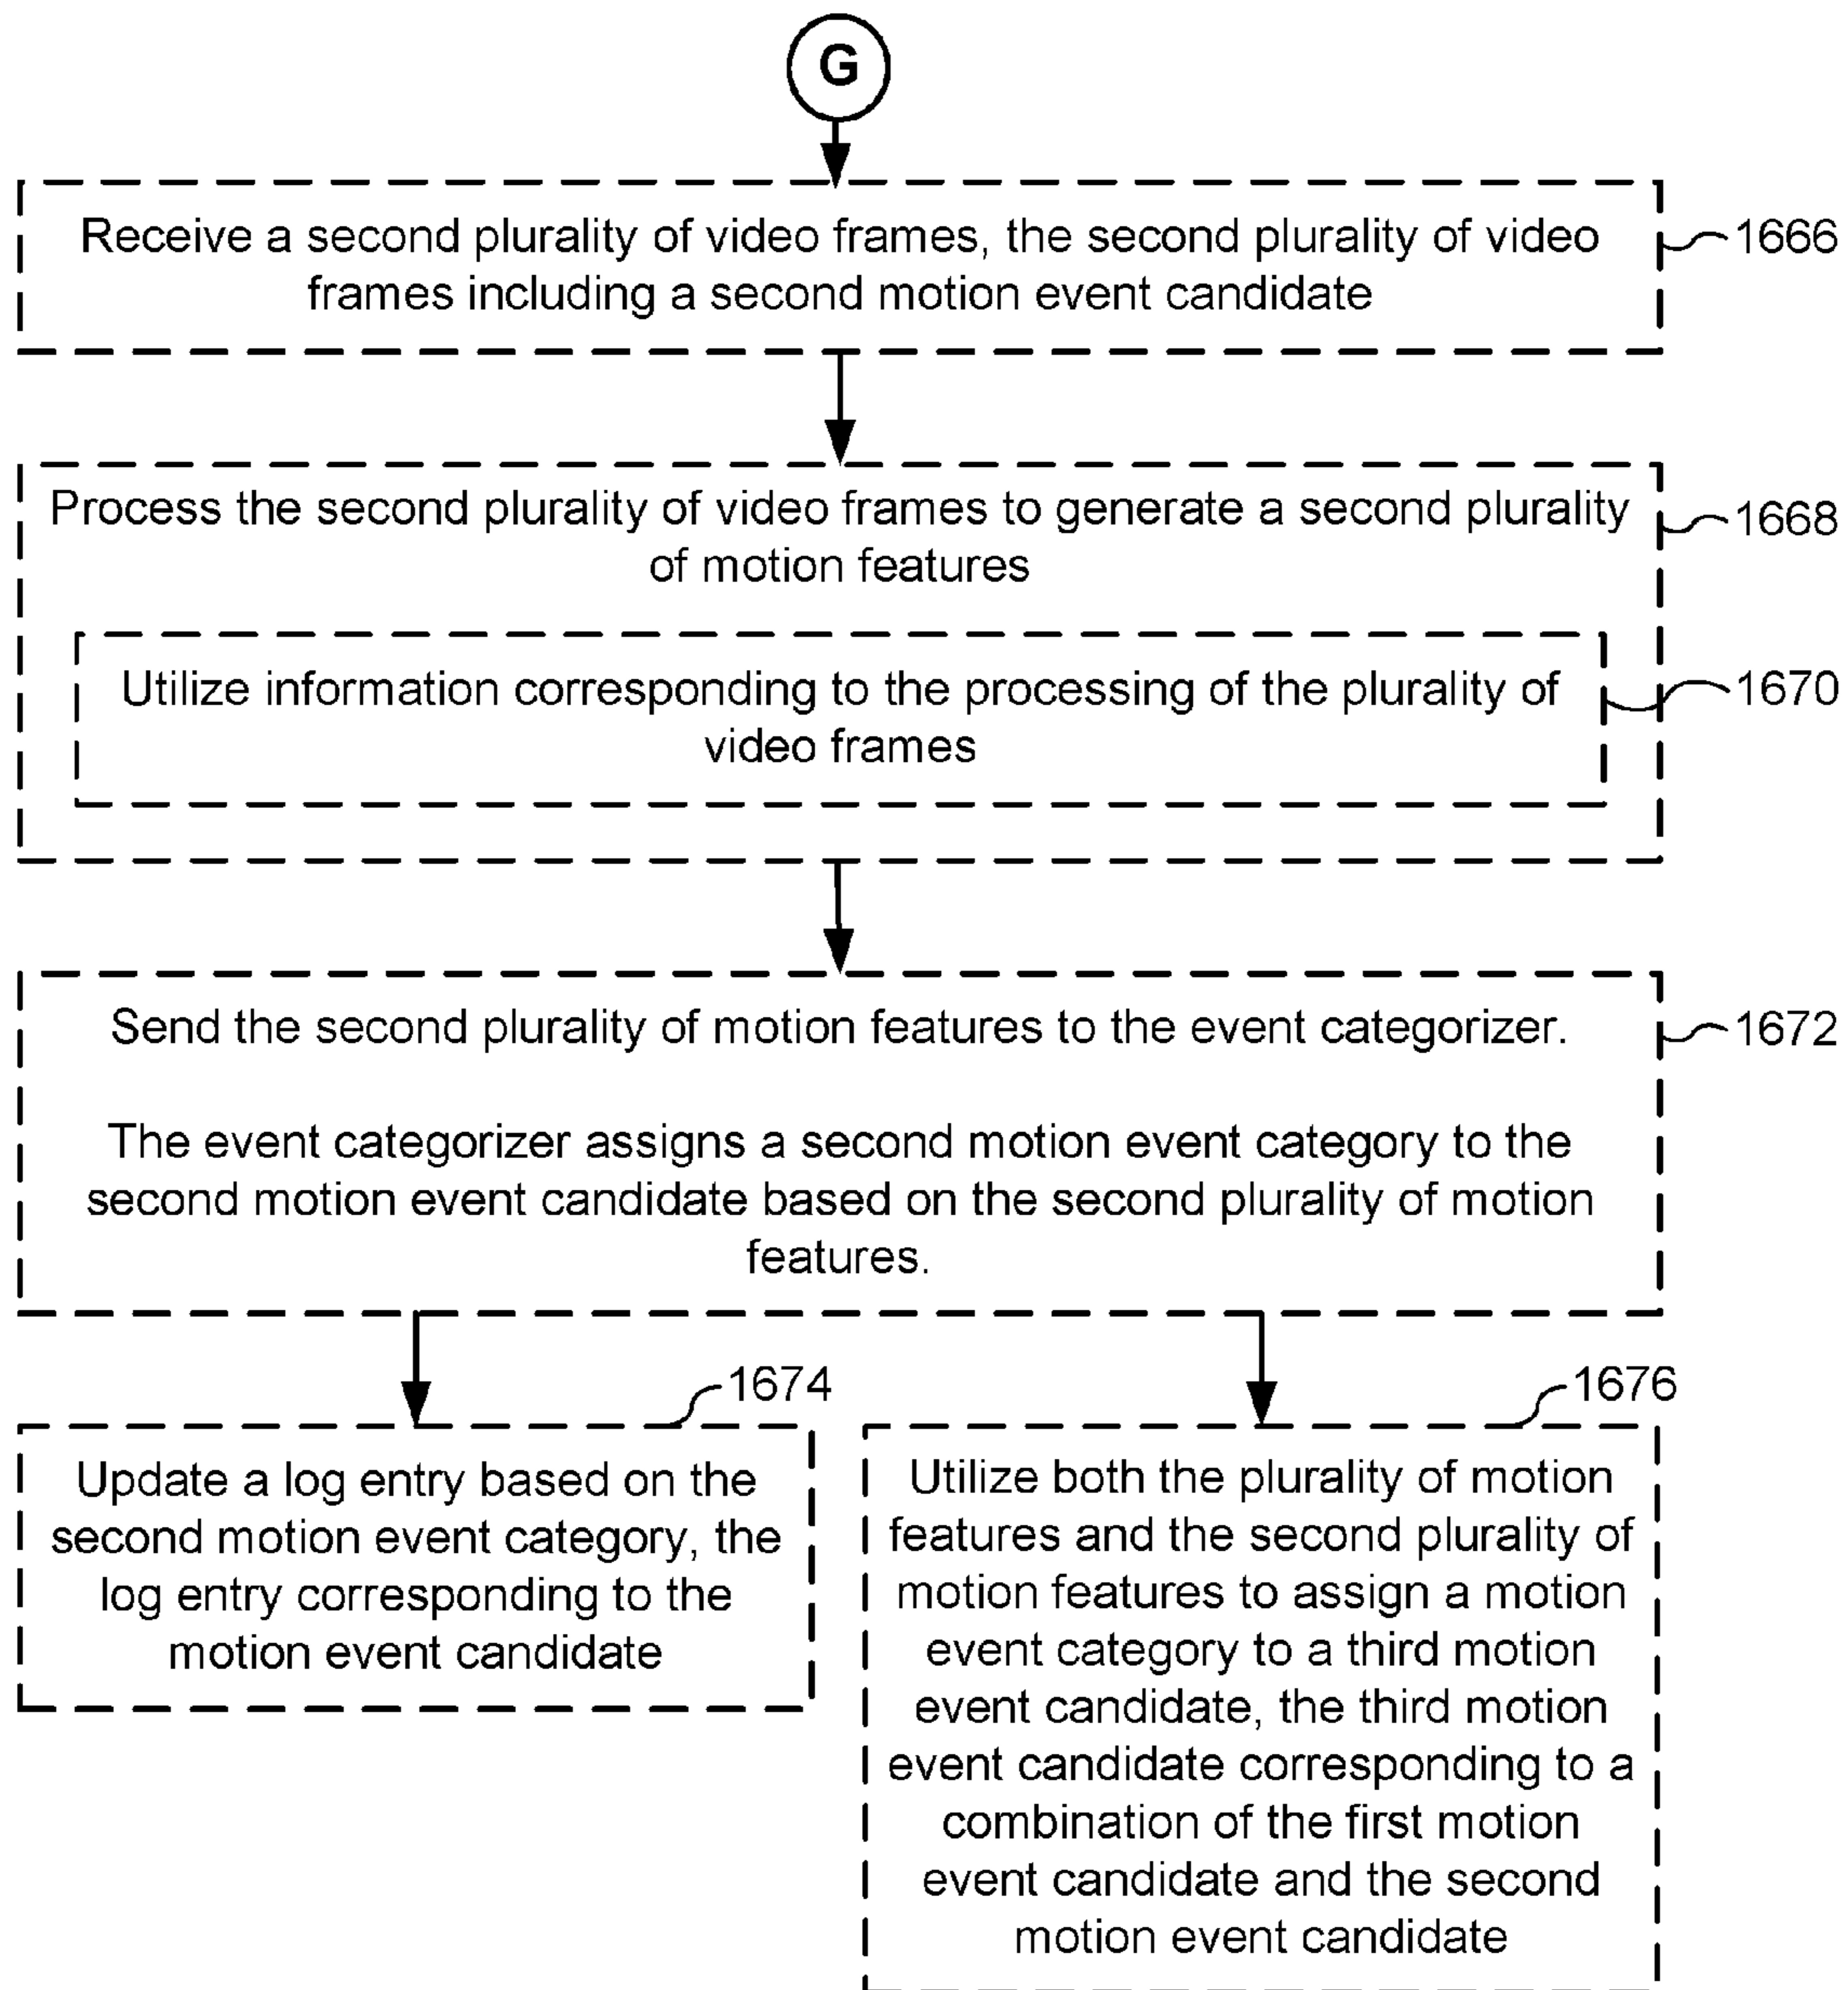 G
Receive a second plurality of video frames, the second plurality of video
frames including a second motion event candidate
1666
Process the second plurality of video frames to generate a second plurality
of motion features
1668
Utilize information corresponding to the processing of the plurality of
video frames
1670
Send the second plurality of motion features to the event categorizer.
1672
The event categorizer assigns a second motion event category to the
second motion event candidate based on the second plurality of motion
features.
1674
Update a log entry based on the
second motion event category, the
log entry corresponding to the
motion event candidate
1676
Utilize both the plurality of motion
features and the second plurality of
motion features to assign a motion
event category to a third motion
event candidate, the third motion
event candidate corresponding to a
combination of the first motion
event candidate and the second
motion event candidate